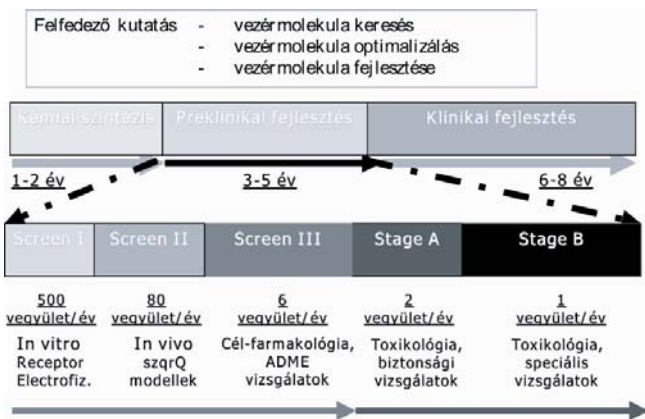 Felfedező kutatás - vezérmolekula keresés
- vezérmolekula optimalizálás
- vezérmolekula fejlesztése
Kémiai szintézis Preklinikai fejlesztés Klinikai fejlesztés
1-2 év 3-5 év 6-8 év
Screen I Screen II Screen III Stage A Stage B
500 80 6 2 1
vegyület/év vegyület/év vegyület/év vegyület/év vegyület/év
In vitro In vivo Cél-farmakológia, Toxikológia, Toxikológia,
Receptor szqrQ ADME biztonsági speciális
Electrofiz. modellek vizsgálatok vizsgálatok vizsgálatok